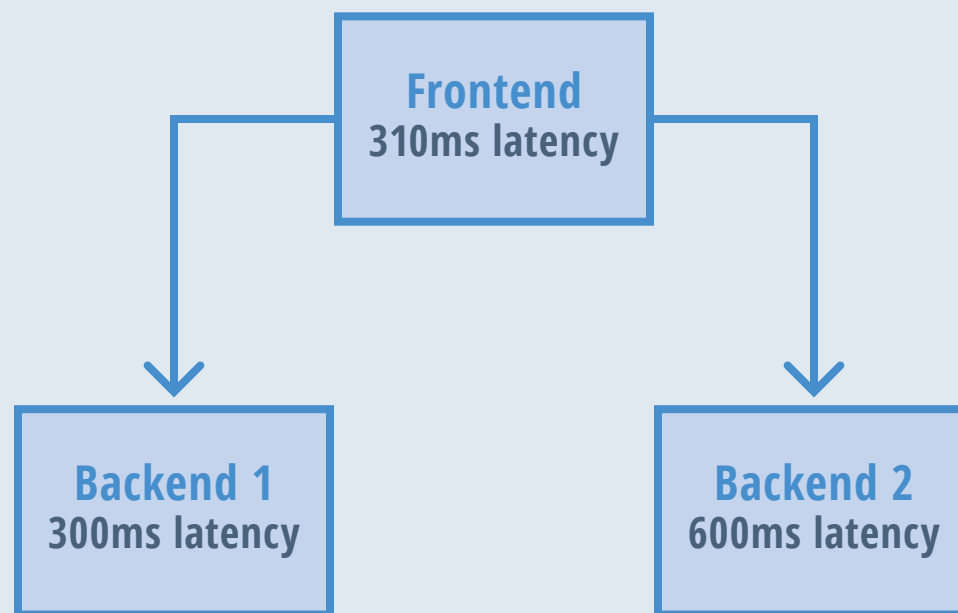 Frontend
310ms latency
Backend 1
300ms latency
Backend 2
600ms latency